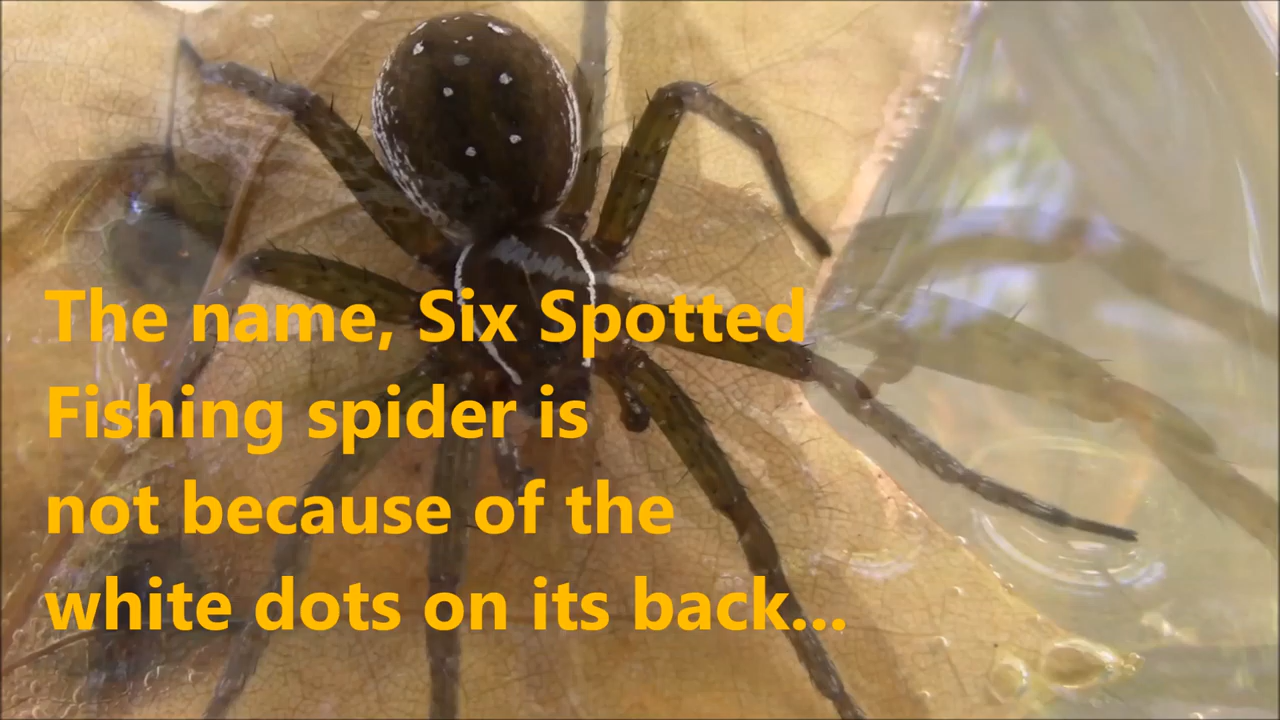 The name, Six Spotted
Fishing spider is
not because of the
white dots on its back...